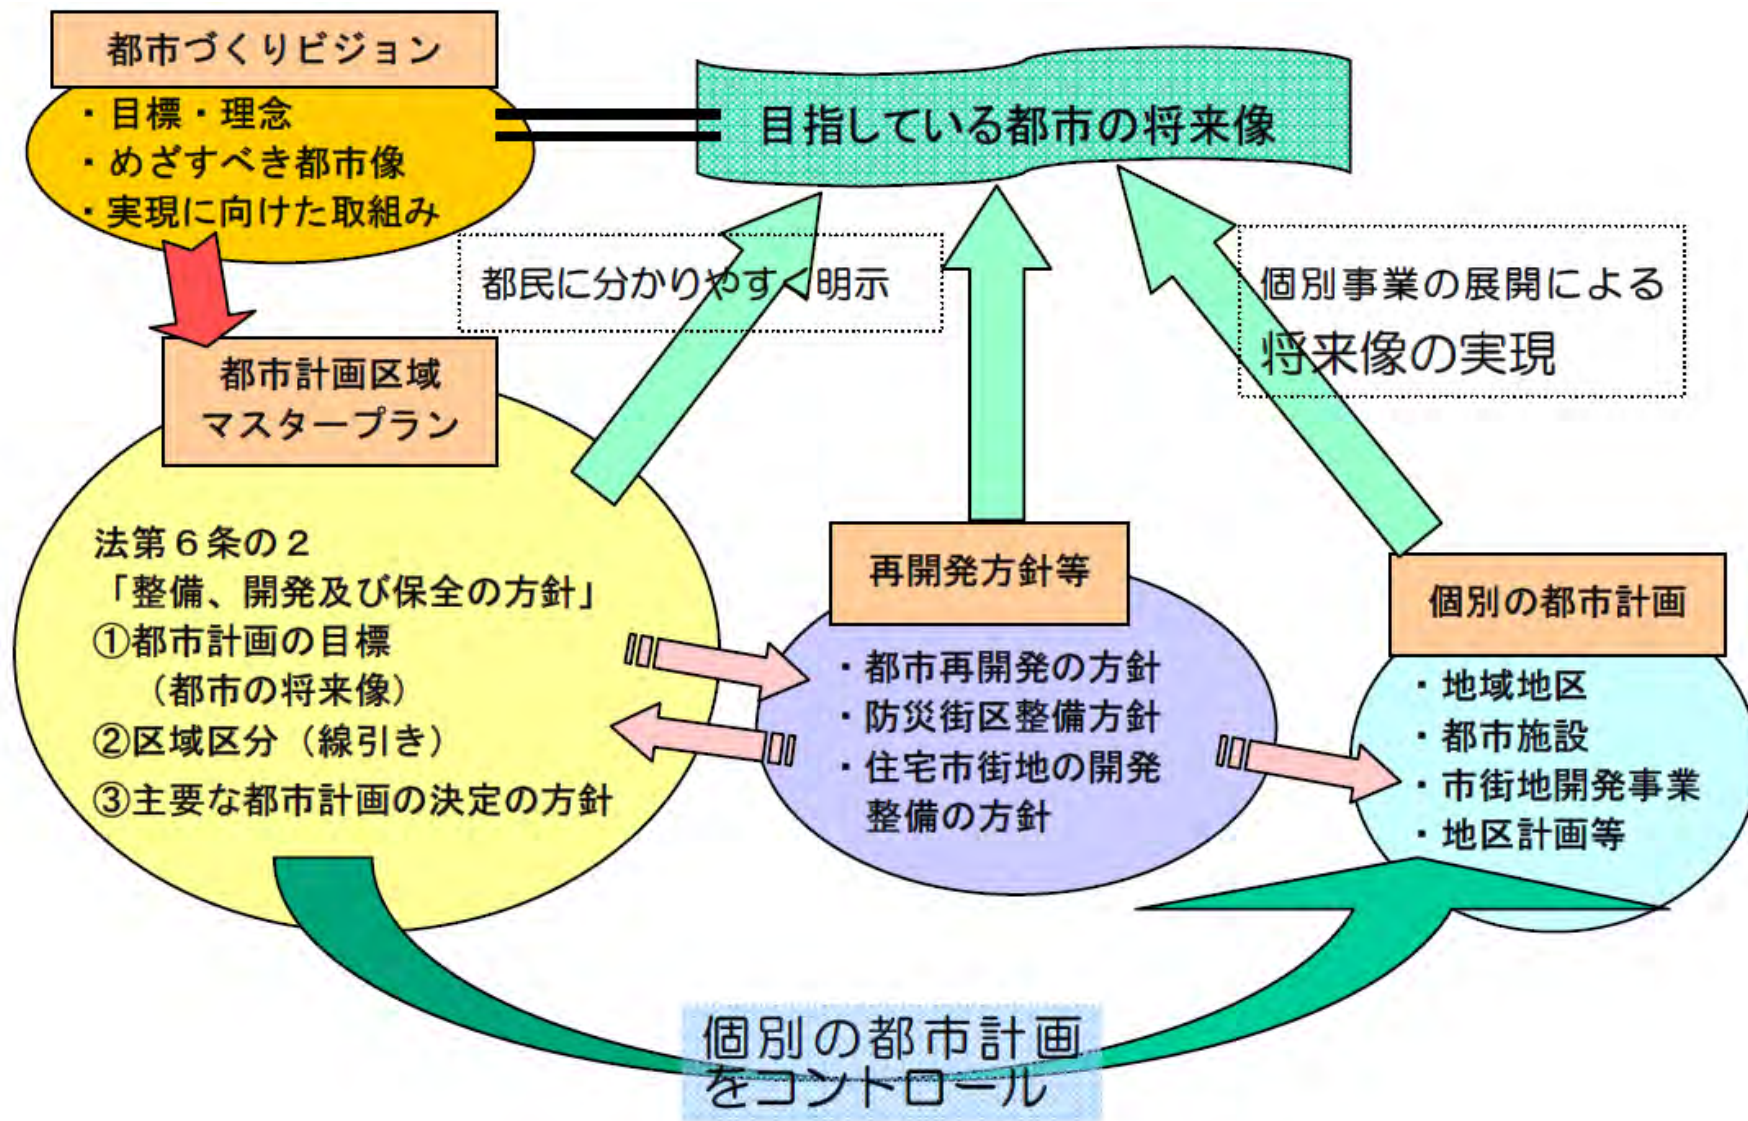 都市づくりビジョン
・目標・理念
・めざすべき都市像
・実現に向けた取組み
目指している都市の将来像
都民に分かりやすく明示
個別事業の展開による
将来像の実現
都市計画区域
マスタープラン
法第６条の２
「整備、開発及び保全の方針」
①都市計画の目標
（都市の将来像）
②区域区分（線引き）
③主要な都市計画の決定の方針
再開発方針等
・都市再開発の方針
・防災街区整備方針
・住宅市街地の開発
整備の方針
個別の都市計画
・地域地区
・都市施設
・市街地開発事業
・地区計画等
個別の都市計画
をコントロール